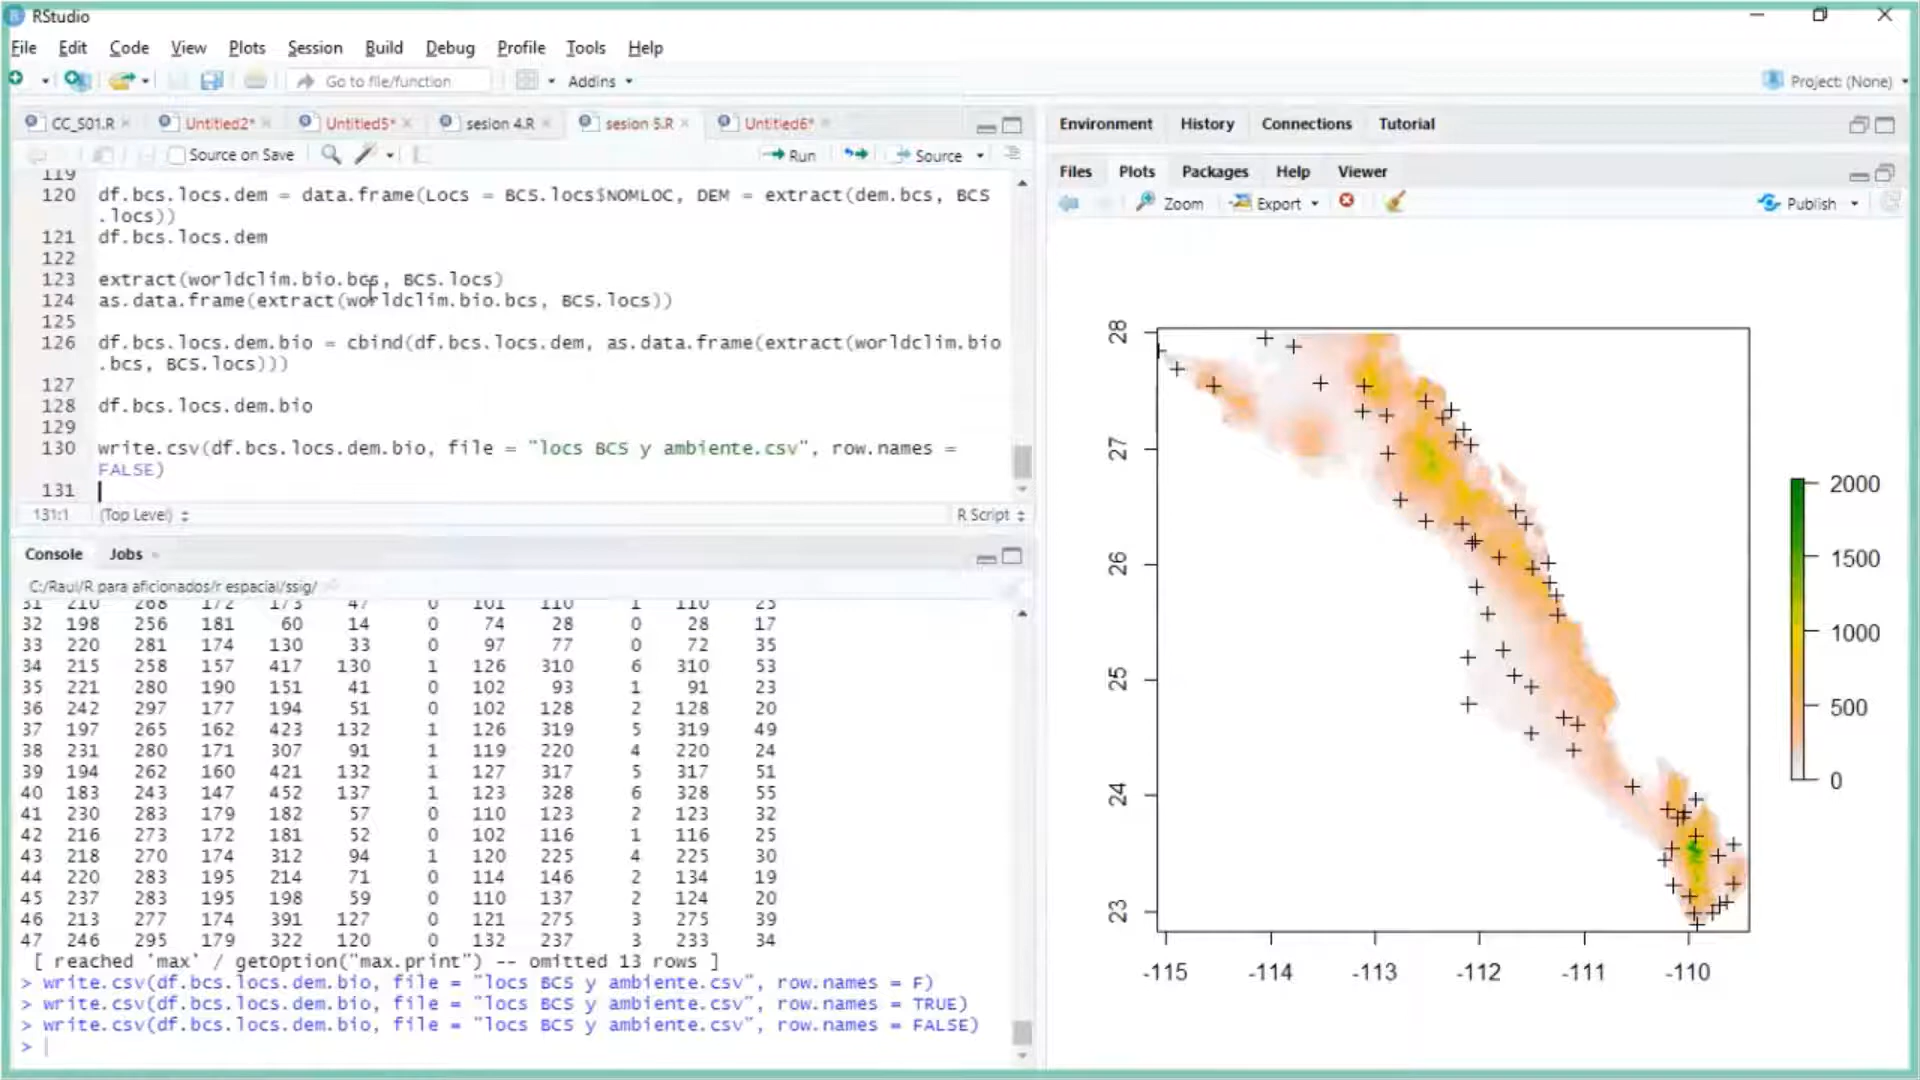 RStudio
File Edit Code View Plots Session Build Debug Profile Tools Help
Go to file/function Addins Project: (None)
CC_S01.R Untitled2* Untitled5* sesion 4.R sesion 5.R Untitled6*
Source on Save Run Source
119
120 df.bcs.locs.dem = data.frame(Locs = BCS.locs$NOMLOC, DEM = extract(dem.bcs, BCS
.locs))
121 df.bcs.locs.dem
122
123 extract(worldclim.bio.bcs, BCS.locs)
124 as.data.frame(extract(worldclim.bio.bcs, BCS.locs))
125
126 df.bcs.locs.dem.bio = cbind(df.bcs.locs.dem, as.data.frame(extract(worldclim.bio
.bcs, BCS.locs)))
127
128 df.bcs.locs.dem.bio
129
130 write.csv(df.bcs.locs.dem.bio, file = "locs BCS y ambiente.csv", row.names =
FALSE)
131
131:1 (Top Level) R Script
Console Jobs
C:/Raul/R para aficionados/r espacial/ssig/
31 210 268 172 173 47 0 101 110 1 110 23
32 198 256 181 60 14 0 74 28 0 28 17
33 220 281 174 130 33 0 97 77 0 72 35
34 215 258 157 417 130 1 126 310 6 310 53
35 221 280 190 151 41 0 102 93 1 91 23
36 242 297 177 194 51 0 102 128 2 128 20
37 197 265 162 423 132 1 126 319 5 319 49
38 231 280 171 307 91 1 119 220 4 220 24
39 194 262 160 421 132 1 127 317 5 317 51
40 183 243 147 452 137 1 123 328 6 328 55
41 230 283 179 182 57 0 110 123 2 123 32
42 216 273 172 181 52 0 102 116 1 116 25
43 218 270 174 312 94 1 120 225 4 225 30
44 220 283 195 214 71 0 114 146 2 134 19
45 237 283 195 198 59 0 110 137 2 124 20
46 213 277 174 391 127 0 121 275 3 275 39
47 246 295 179 322 120 0 132 237 3 233 34
[ reached 'max' / getOption("max.print") -- omitted 13 rows ]
> write.csv(df.bcs.locs.dem.bio, file = "locs BCS y ambiente.csv", row.names = F)
> write.csv(df.bcs.locs.dem.bio, file = "locs BCS y ambiente.csv", row.names = TRUE)
> write.csv(df.bcs.locs.dem.bio, file = "locs BCS y ambiente.csv", row.names = FALSE)
>
Environment History Connections Tutorial
Files Plots Packages Help Viewer
Zoom Export Publish
28
27
26
25
24
23
-115 -114 -113 -112 -111 -110
2000
1500
1000
500
0